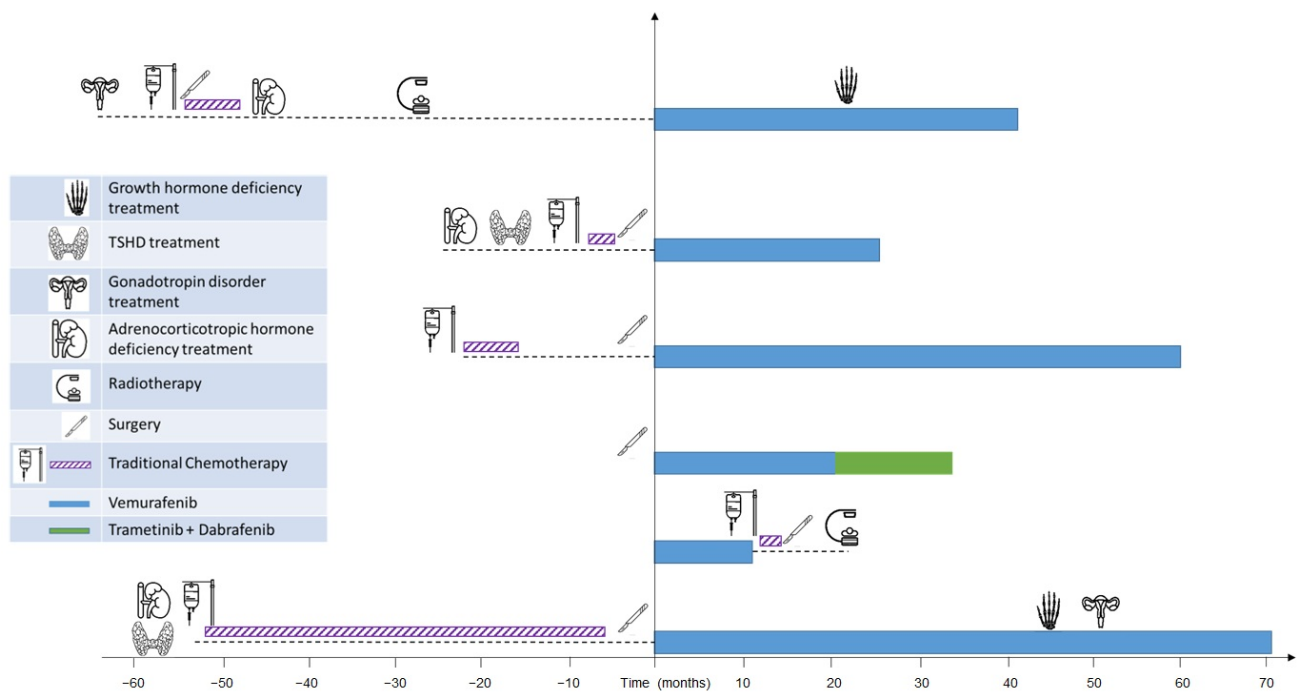 Growth hormone deficiency
treatment
TSHD treatment
Gonadotropin disorder
treatment
Adrenocorticotropic hormone
deficiency treatment
Radiotherapy
Surgery
Traditional Chemotherapy
Vemurafenib
Trametinib + Dabrafenib
−60 −50 −40 −30 −20 −10 Time (months) 10 20 30 40 50 60 70